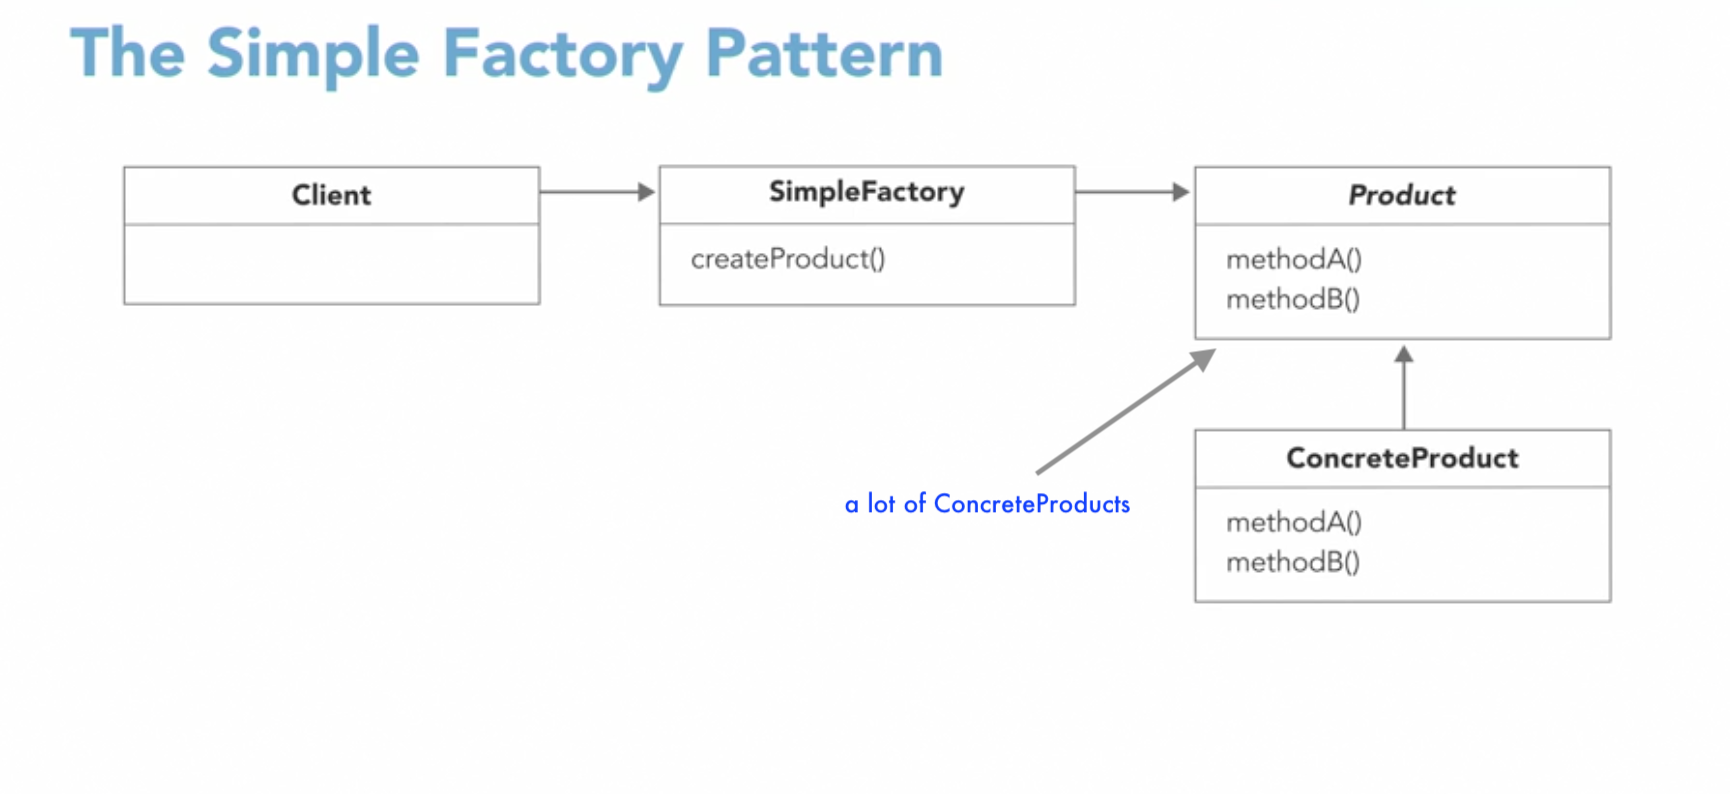 The Simple Factory Pattern
Client
SimpleFactory
createProduct()
Product
methodA()
methodB()
a lot of ConcreteProducts
ConcreteProduct
methodA()
methodB()